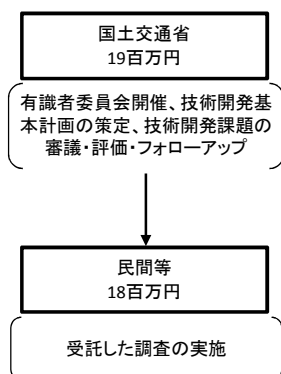 国土交通省
19百万円
有識者委員会開催、技術開発基
本計画の策定、技術開発課題の
審議・評価・フォローアップ
民間等
18百万円
受託した調査の実施